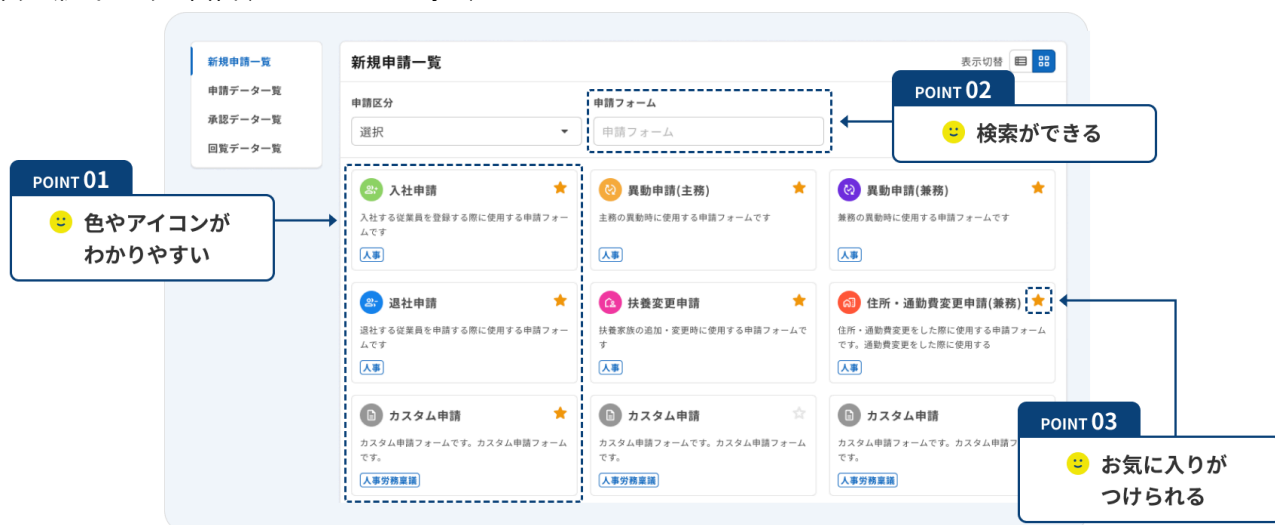 新規申請一覧
申請データ一覧
承認データ一覧
回覧データ一覧
新規申請一覧
表示切替
申請区分
選択
申請フォーム
申請フォーム
POINT 02
検索ができる
POINT 01
色やアイコンが
わかりやすい
入社申請
入社する従業員を登録する際に使用する申請フォー
ムです
人事
異動申請(主務)
主務の異動時に使用する申請フォームです
人事
異動申請(兼務)
兼務の異動時に使用する申請フォームです
人事
退社申請
退社する従業員を申請する際に使用する申請フォー
ムです
人事
扶養変更申請
扶養家族の追加・変更時に使用する申請フォームで
す
人事
住所・通勤費変更申請(兼務)
住所・通勤費変更をした際に使用する申請フォーム
です。通勤費変更をした際に使用する
人事
カスタム申請
カスタム申請フォームです。カスタム申請フォーム
です。
人事労務稟議
カスタム申請
カスタム申請フォームです。カスタム申請フォーム
です。
人事労務稟議
カスタム申請
カスタム申請フォームです。カスタム申請フ
です。
人事労務稟議
POINT 03
お気に入りが
つけられる